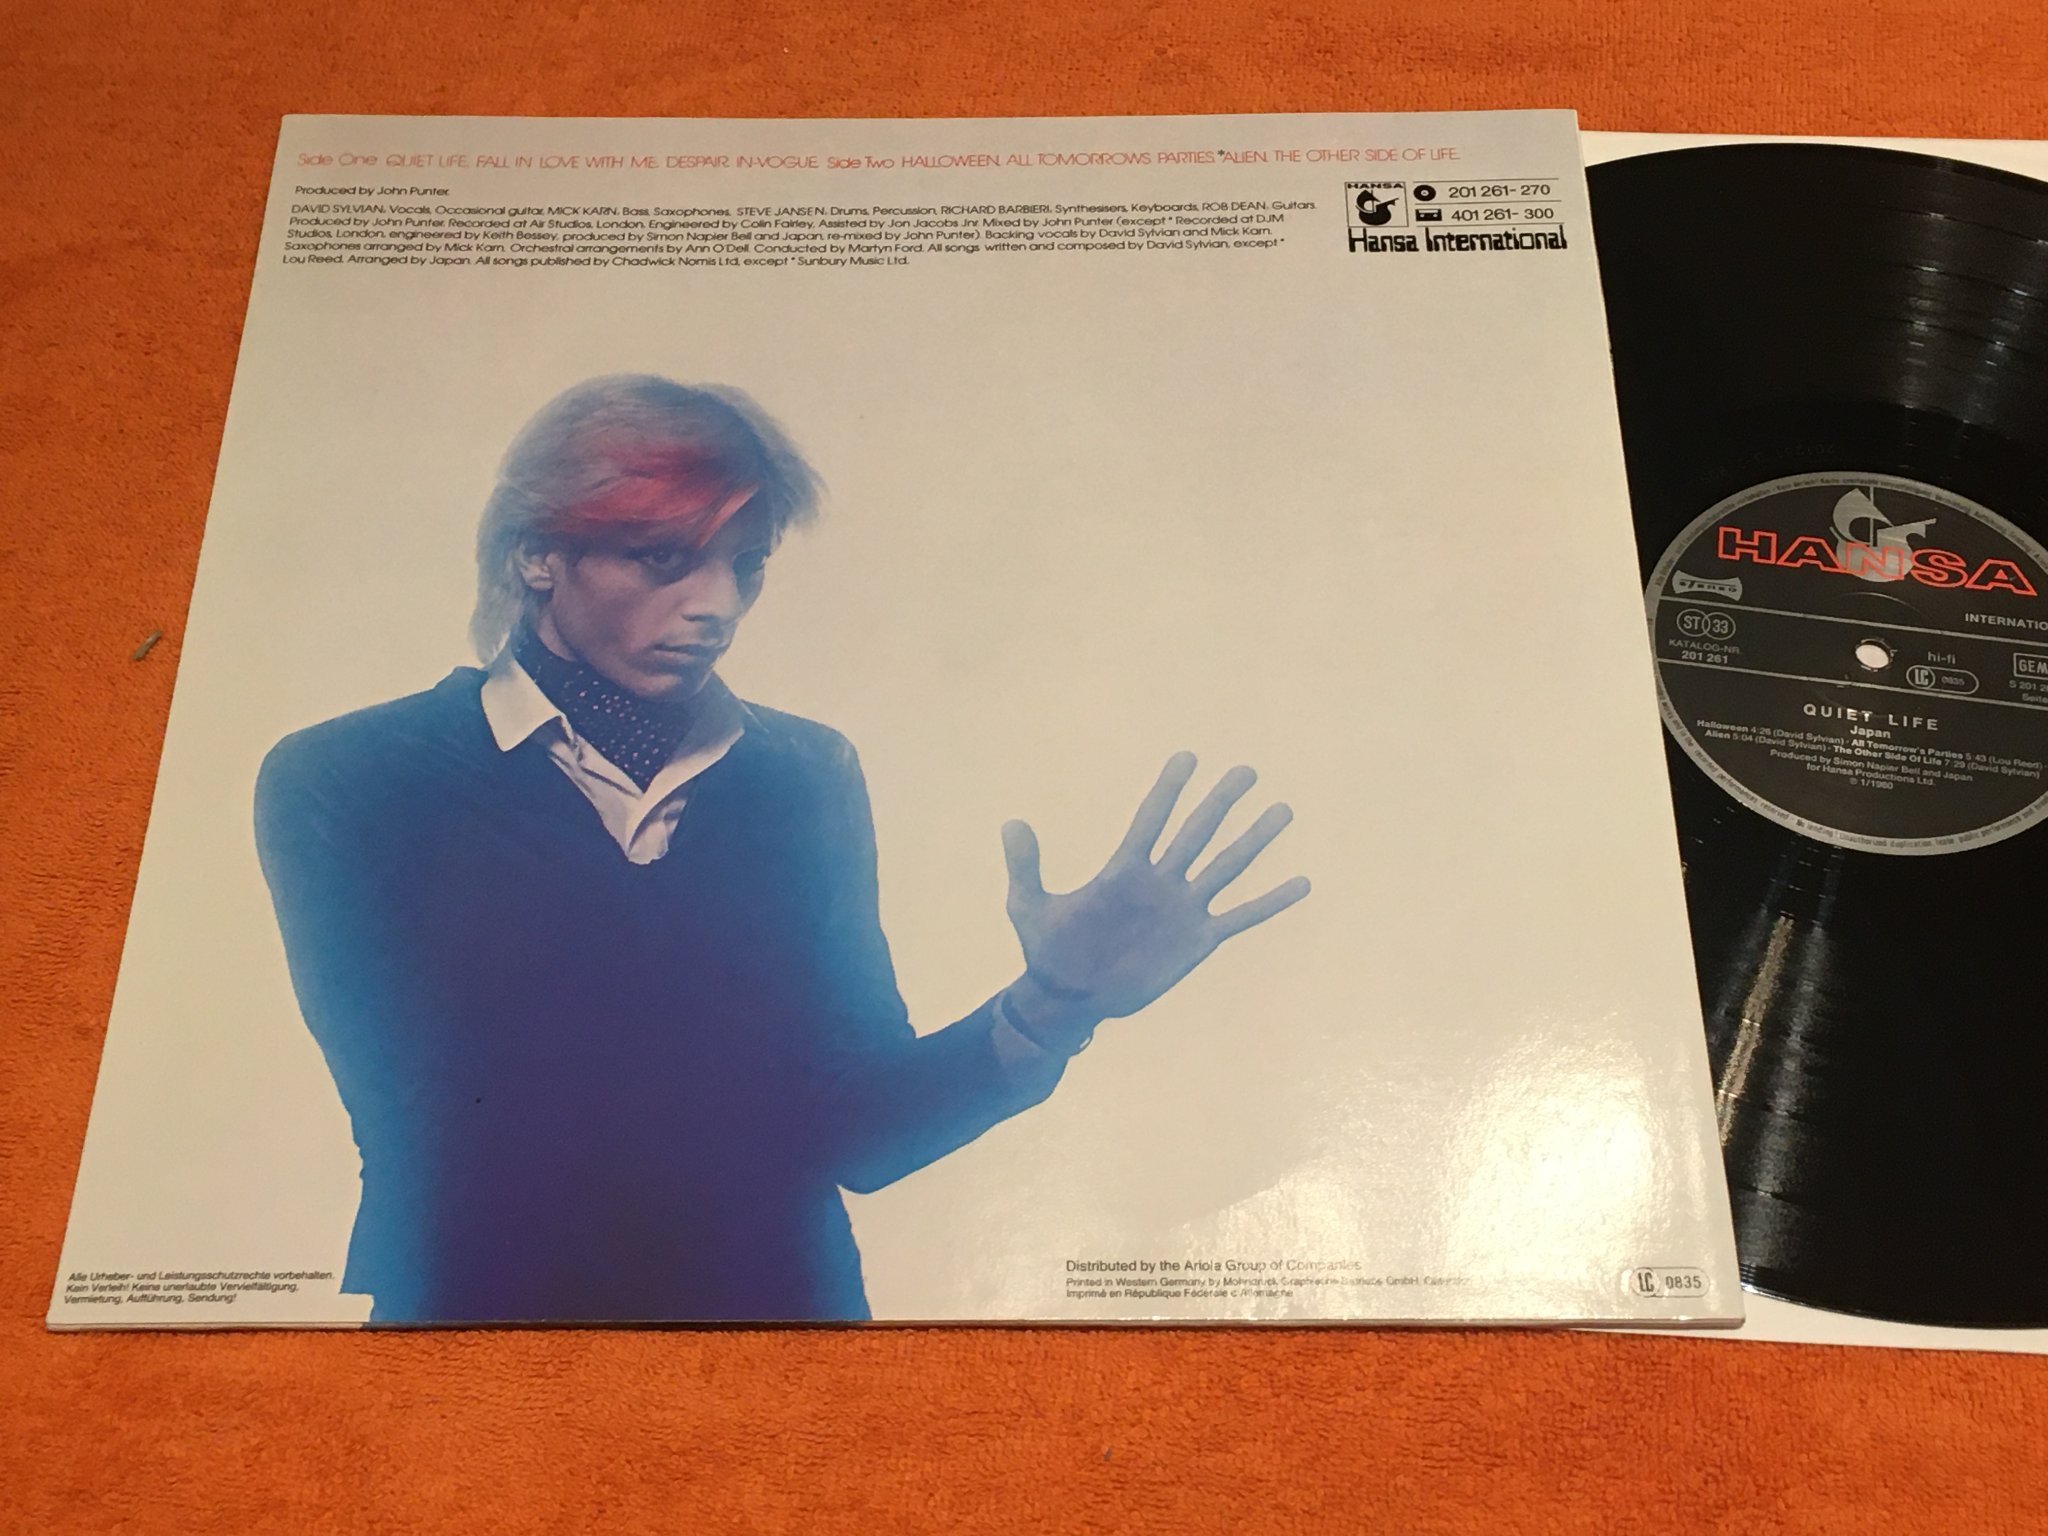 Side One QUIET LIFE. FALL IN LOVE WITH ME. DESPAIR. IN-VOGUE. Side Two HALLOWEEN. ALL TOMORROWS PARTIES.*ALIEN. THE OTHER SIDE OF LIFE.
Produced by John Punter.
DAVID SYLVIAN, Vocals, Occasional guitar, MICK KARN, Bass, Saxophones, STEVE JANSEN, Drums, Percussion, RICHARD BARBIERI, Synthesisers, Keyboards, ROB DEAN, Guitars.
Produced by John Punter. Recorded at Air Studios, London. Engineered by Colin Fairley, Assisted by Jon Jacobs Jnr. Mixed by John Punter (except * Recorded at DJM
Studios, London, engineered by Keith Bessey, produced by Simon Napier Bell and Japan, re-mixed by John Punter). Backing vocals by David Sylvian and Mick Karn.
Saxophones arranged by Mick Karn. Orchestral arrangements by Ann O'Dell. Conducted by Martyn Ford. All songs written and composed by David Sylvian, except *
Lou Reed. Arranged by Japan. All songs published by Chadwick Nomis Ltd, except * Sunbury Music Ltd.
HANSA
201 261-270
401 261-300
Hansa International
Alle Urheber- und Leistungsschutzrechte vorbehalten.
Kein Verleih! Keine unerlaubte Vervielfältigung,
Vermietung, Aufführung, Sendung!
Distributed by the Ariola Group of Companies
Printed in Western Germany by Mohndruck Graphische Betriebe GmbH,
Imprimé en République Fédérale d'Allemagne
LC 0835
HANSA
INTERNATIO
stereo
ST 33
KATALOG-NR.
201 261
hi-fi
LC 0835
GEM
Seite
QUIET LIFE
Japan
Halloween 4:26 (David Sylvian) · All Tomorrow's Parties 5:43 (Lou Reed) ·
Alien 5:04 (David Sylvian) · The Other Side Of Life 7:29 (David Sylvian)
Produced by Simon Napier Bell and Japan
for Hansa Productions Ltd.
℗ 1/1980